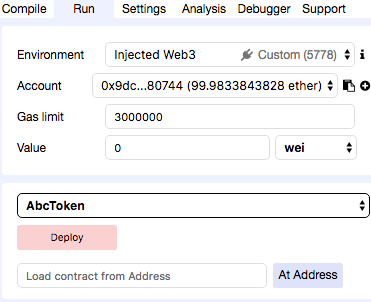 Compile Run Settings Analysis Debugger Support
Environment Injected Web3 Custom (5778) i
Account 0x9dc...80744 (99.9833843828 ether)
Gas limit 3000000
Value 0 wei
AbcToken
Deploy
Load contract from Address At Address